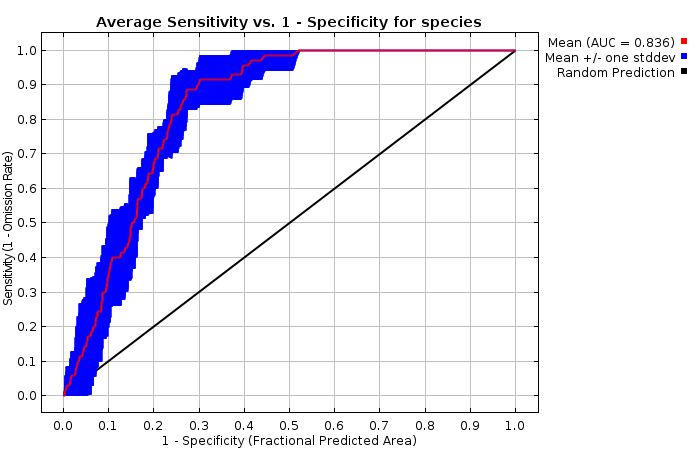 Average Sensitivity vs. 1 - Specificity for species
Mean (AUC = 0.836)
Mean +/- one stddev
Random Prediction
Sensitivity (1 - Omission Rate)
1.0
0.9
0.8
0.7
0.6
0.5
0.4
0.3
0.2
0.1
0.0
0.0 0.1 0.2 0.3 0.4 0.5 0.6 0.7 0.8 0.9 1.0
1 - Specificity (Fractional Predicted Area)